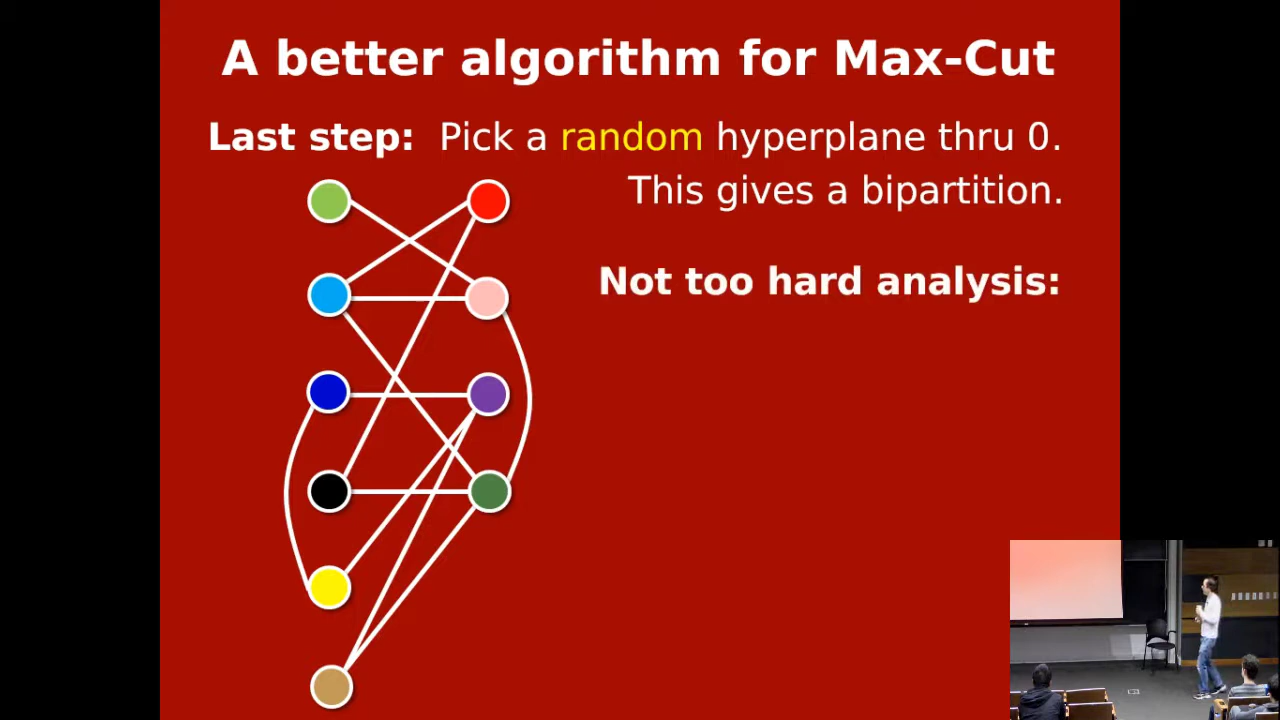 A better algorithm for Max-Cut
Last step: Pick a random hyperplane thru 0.
This gives a bipartition.
Not too hard analysis: